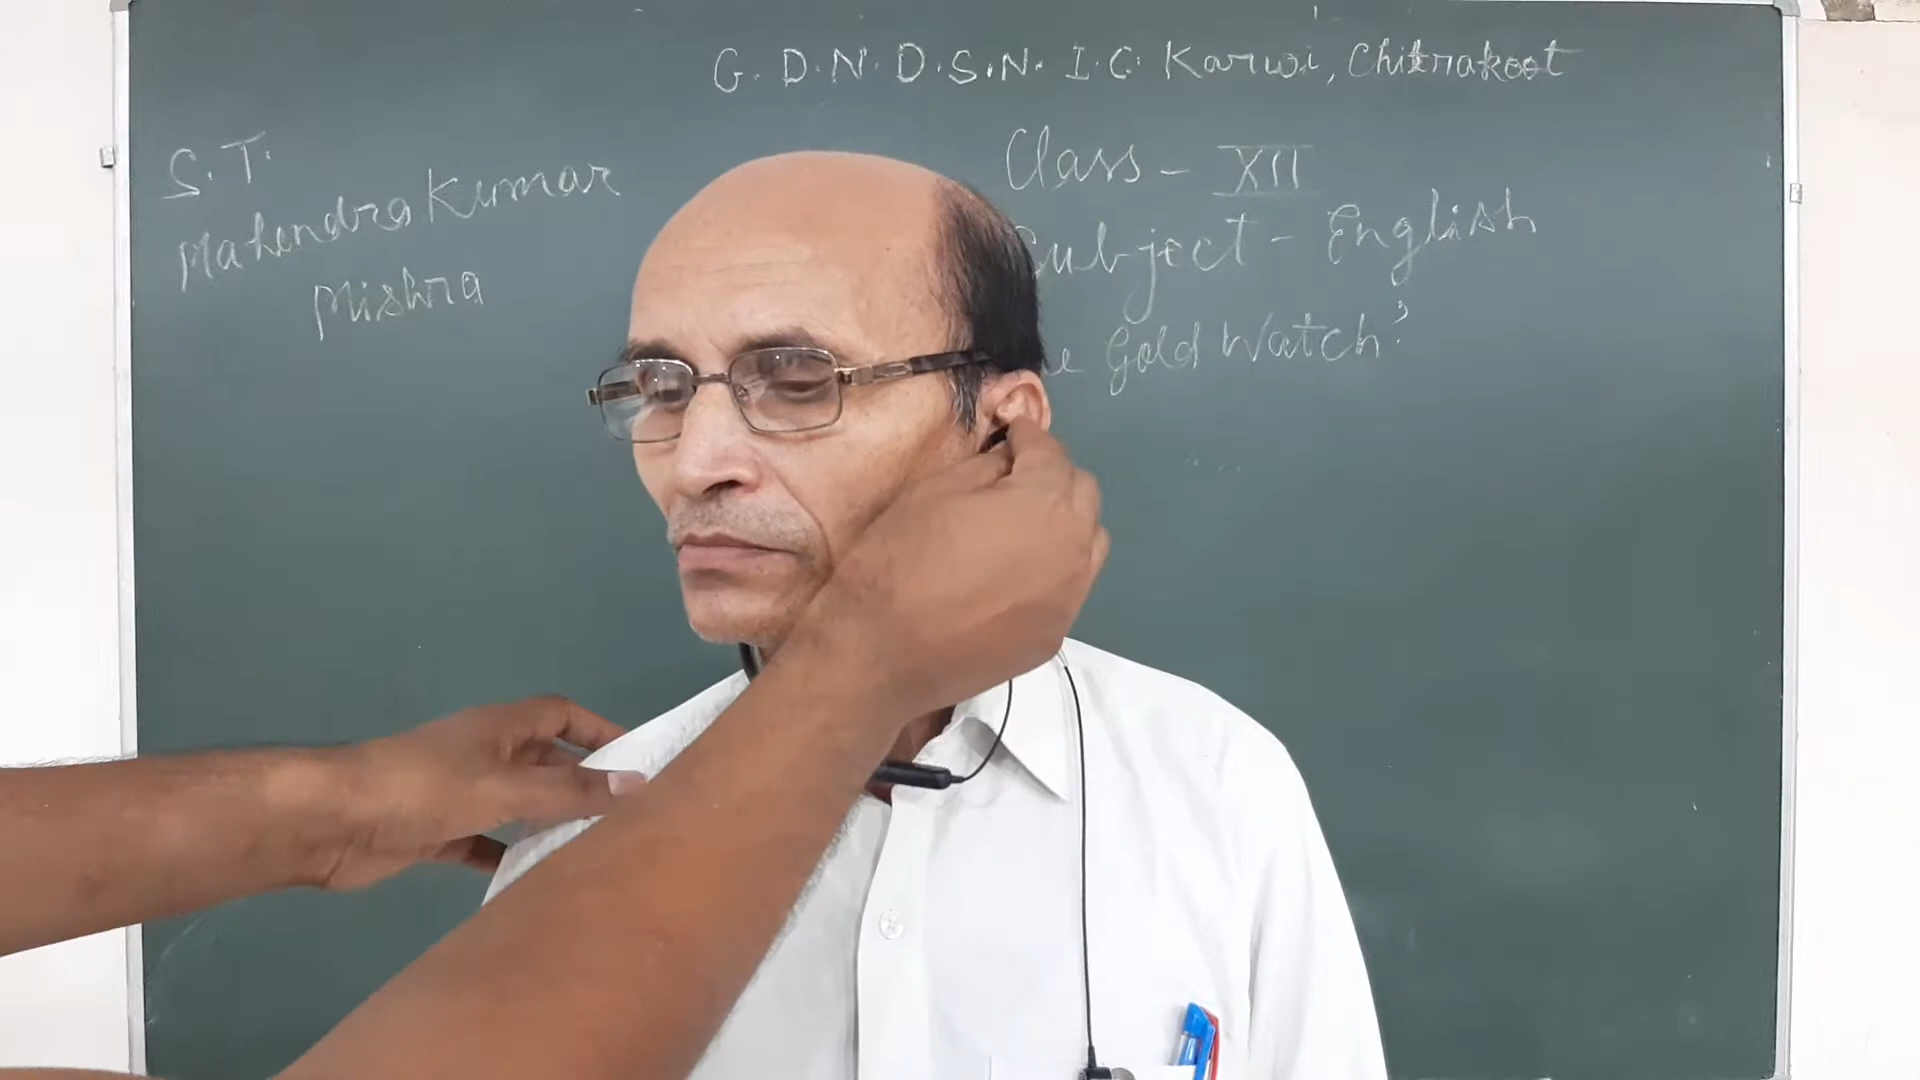 G. D. N. D. S. N. I. C. Karwi, Chitrakoot
S. T.
Mahendra Kumar
Mishra
Class - XII
Subject - English
Gold Watch